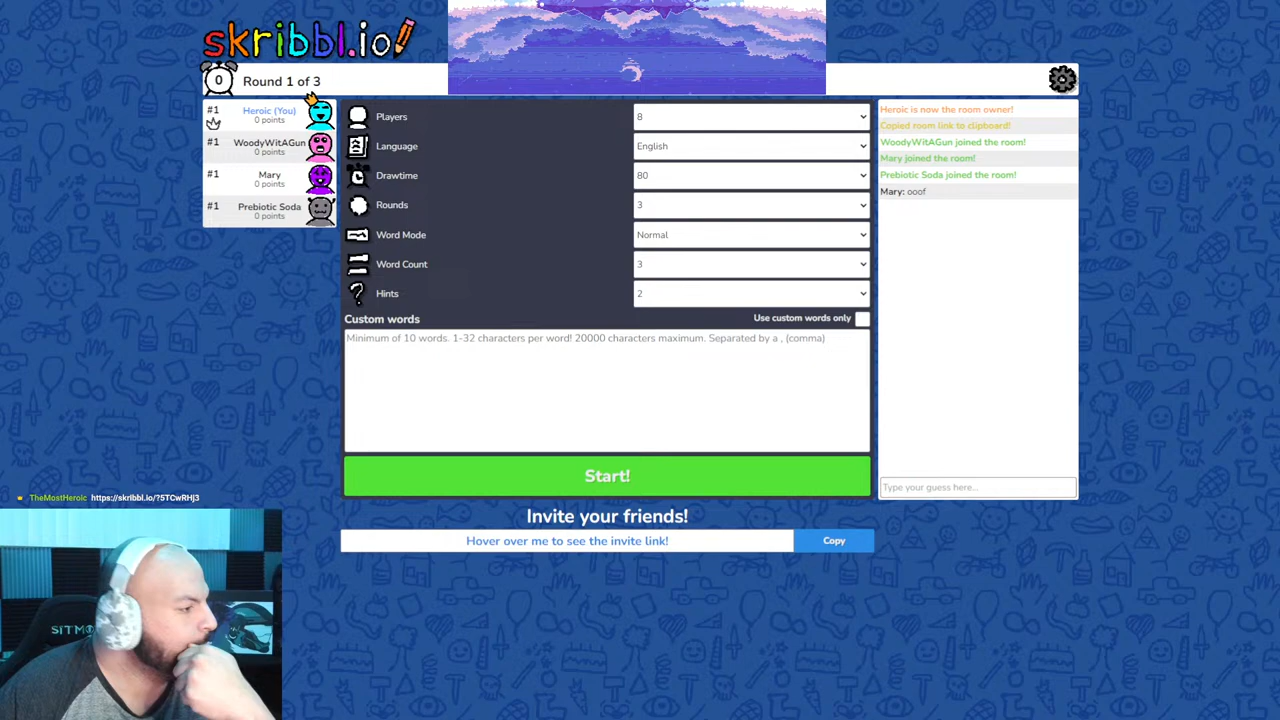 skribbl.io
0
Round 1 of 3
#1
Heroic (You)
0 points
#1
WoodyWitAGun
0 points
#1
Mary
0 points
#1
Prebiotic Soda
0 points
Players
8
Language
English
Drawtime
80
Rounds
3
Word Mode
Normal
Word Count
3
Hints
2
Custom words
Use custom words only
Minimum of 10 words. 1-32 characters per word! 20000 characters maximum. Separated by a , (comma)
Start!
Invite your friends!
Hover over me to see the invite link!
Copy
Heroic is now the room owner!
Copied room link to clipboard!
WoodyWitAGun joined the room!
Mary joined the room!
Prebiotic Soda joined the room!
Mary: ooof
Type your guess here...
TheMostHeroic https://skribbl.io/?5TCwRHj3